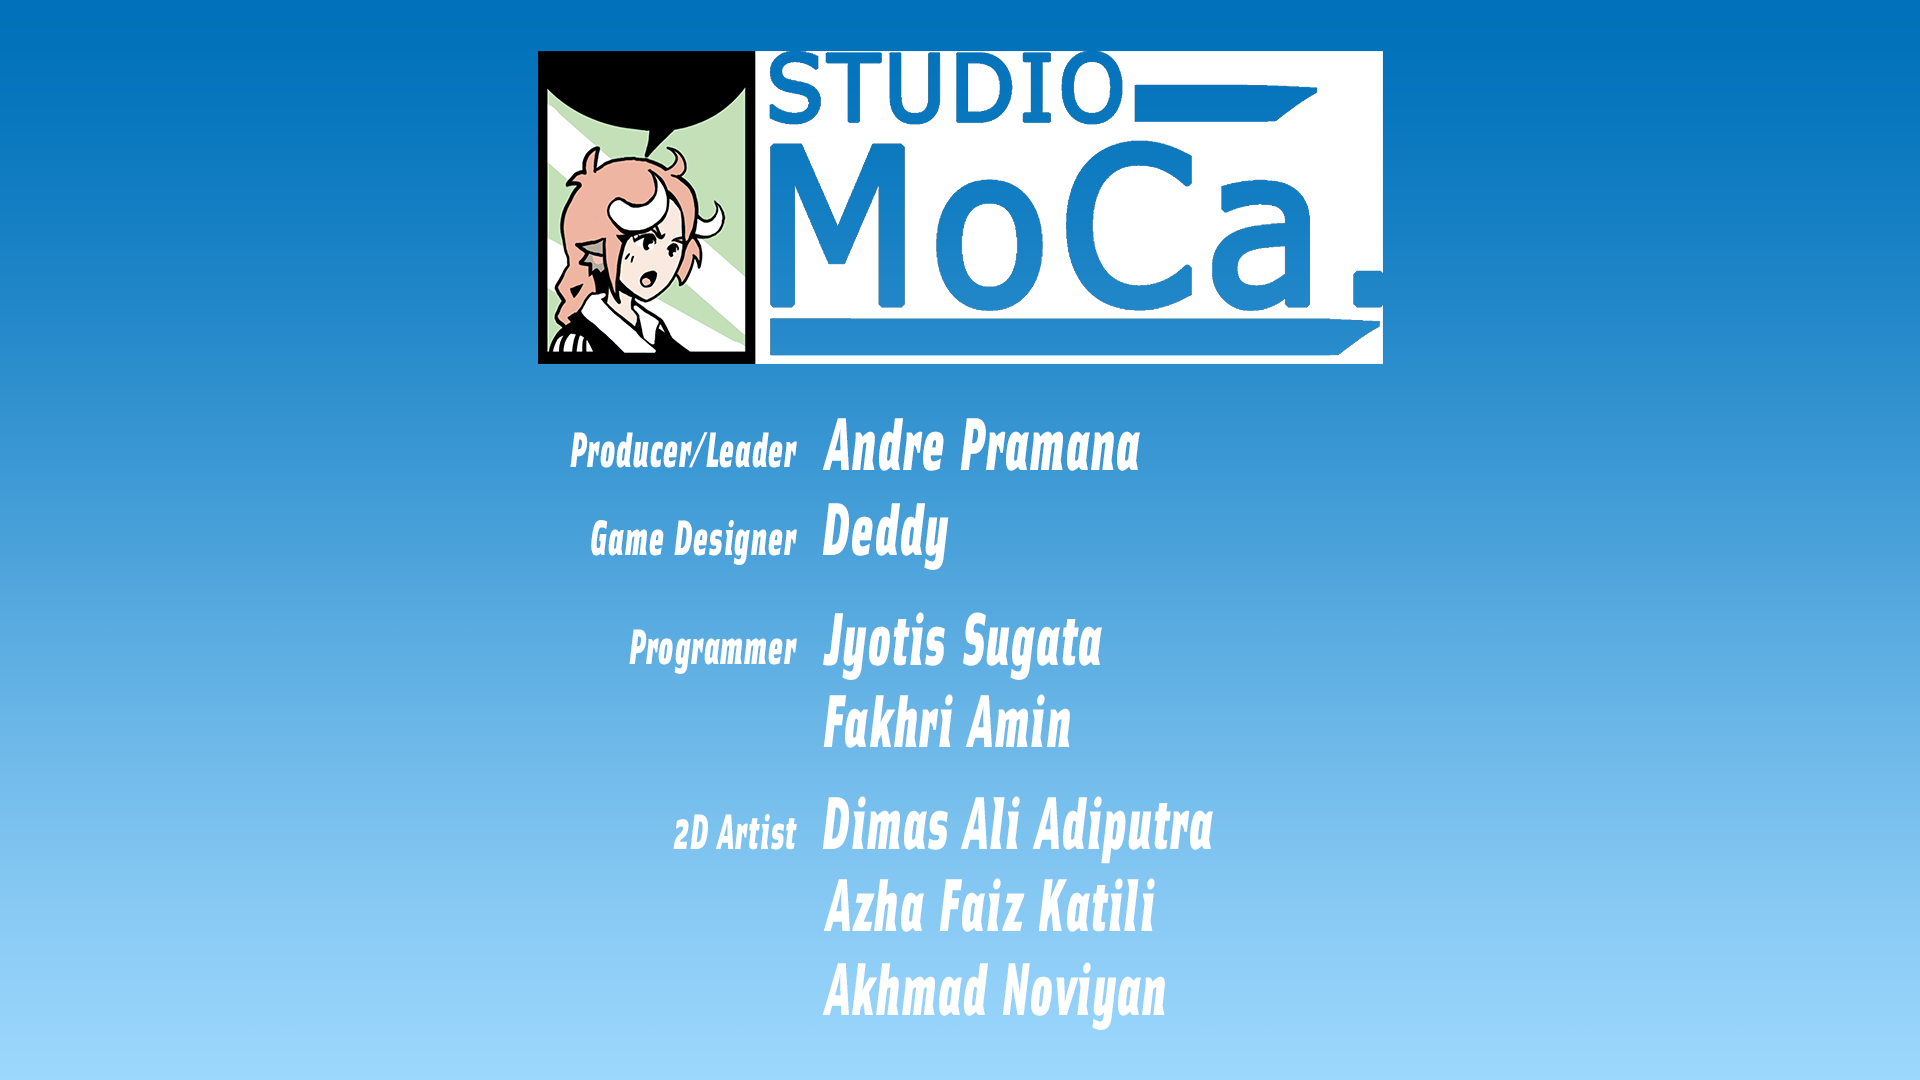 STUDIO
MoCa.
Producer/Leader Andre Pramana
Game Designer Deddy
Programmer Jyotis Sugata
Fakhri Amin
2D Artist Dimas Ali Adiputra
Azha Faiz Katili
Akhmad Noviyan